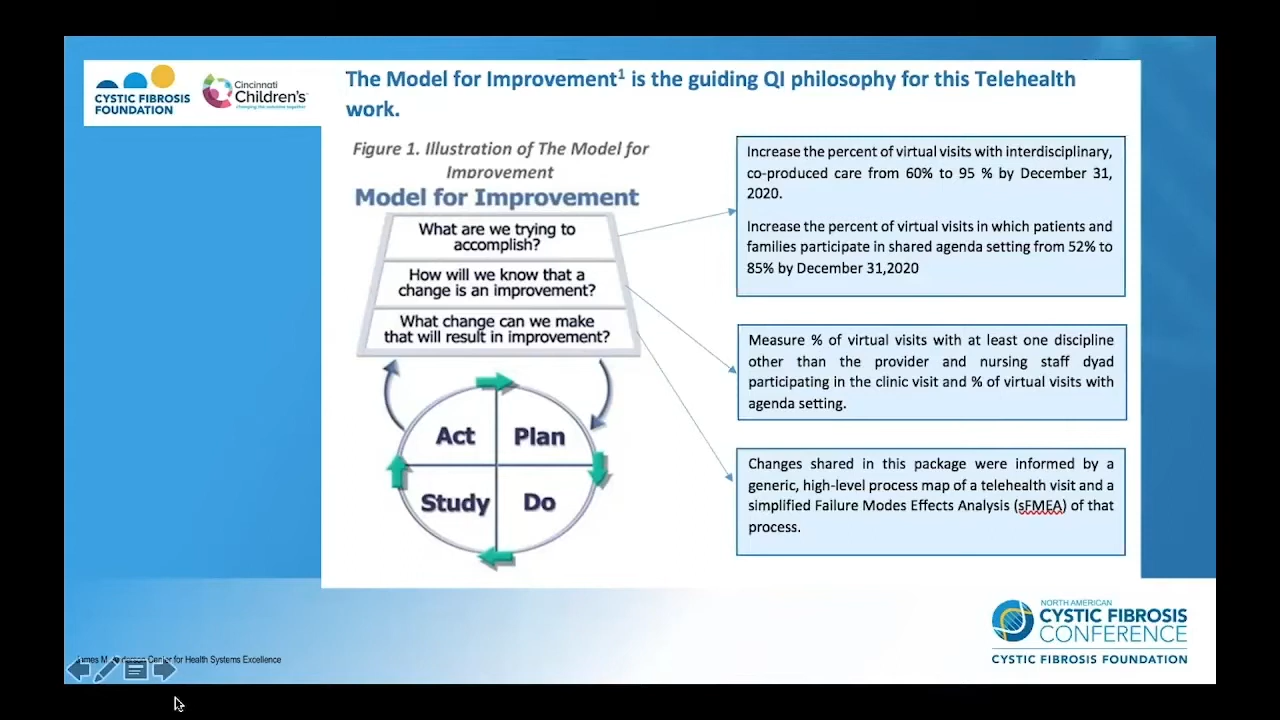 CYSTIC FIBROSIS
FOUNDATION
Cincinnati
Children's
changing the outcome together
The Model for Improvement1 is the guiding QI philosophy for this Telehealth
work.
Figure 1. Illustration of The Model for
Improvement
Model for Improvement
What are we trying to
accomplish?
How will we know that a
change is an improvement?
What change can we make
that will result in improvement?
Act
Plan
Study
Do
Increase the percent of virtual visits with interdisciplinary,
co-produced care from 60% to 95 % by December 31,
2020.
Increase the percent of virtual visits in which patients and
families participate in shared agenda setting from 52% to
85% by December 31,2020
Measure % of virtual visits with at least one discipline
other than the provider and nursing staff dyad
participating in the clinic visit and % of virtual visits with
agenda setting.
Changes shared in this package were informed by a
generic, high-level process map of a telehealth visit and a
simplified Failure Modes Effects Analysis (sFMEA) of that
process.
NORTH AMERICAN
CYSTIC FIBROSIS
CONFERENCE
CYSTIC FIBROSIS FOUNDATION
James M. Anderson Center for Health Systems Excellence